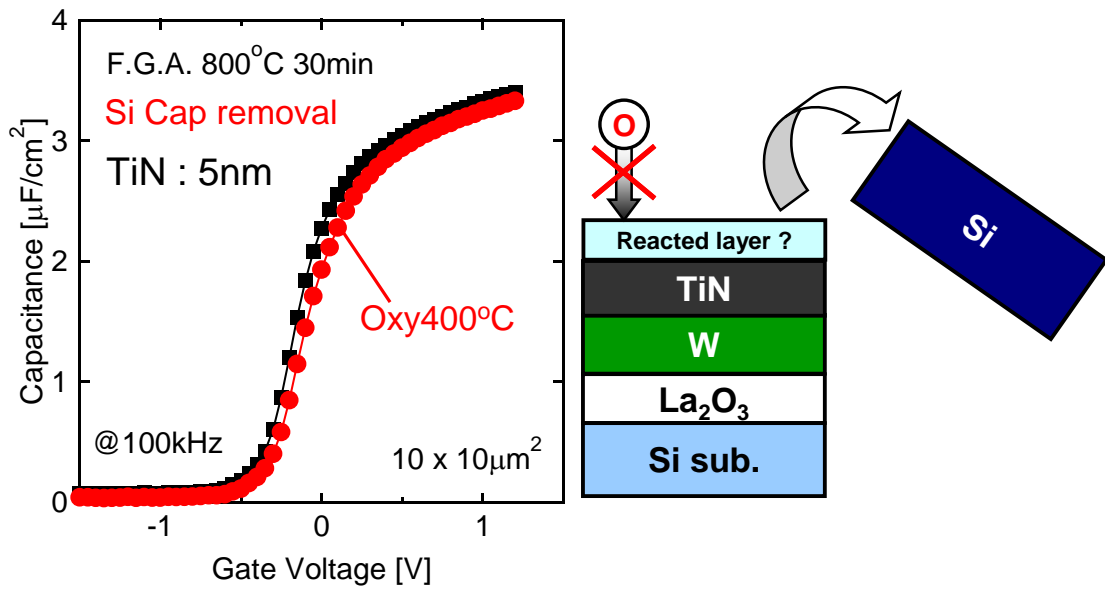 4
3
2
1
0
-1
0
1
Capacitance [μF/cm²]
Gate Voltage [V]
F.G.A. 800°C 30min
Si Cap removal
TiN : 5nm
Oxy400°C
@100kHz
10 x 10μm²
O
Si
Reacted layer ?
TiN
W
La₂O₃
Si sub.